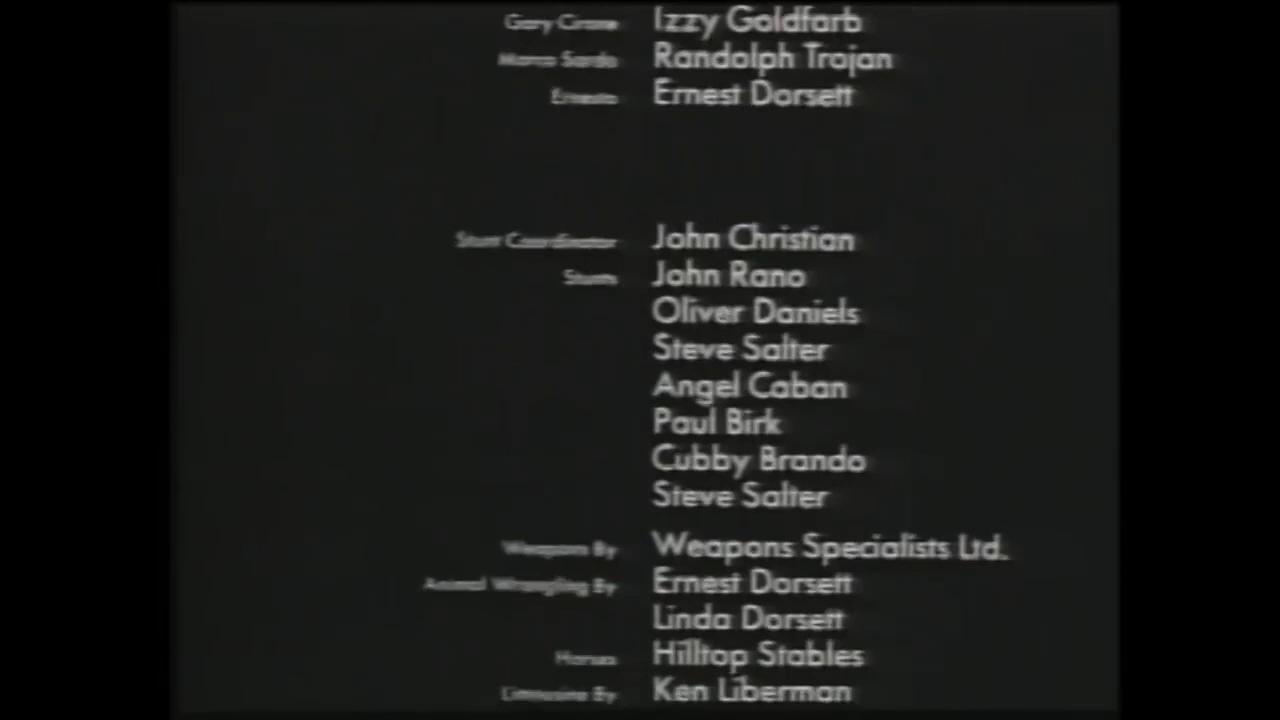 Gary Cirone Izzy Goldfarb
Marco Sardo Randolph Trojan
Ernesto Ernest Dorsett
Stunt Coordinator John Christian
Stunts John Rano
Oliver Daniels
Steve Salter
Angel Caban
Paul Birk
Cubby Brando
Steve Salter
Weapons By Weapons Specialists Ltd.
Animal Wrangling By Ernest Dorsett
Linda Dorsett
Horses Hilltop Stables
Limousine By Ken Liberman